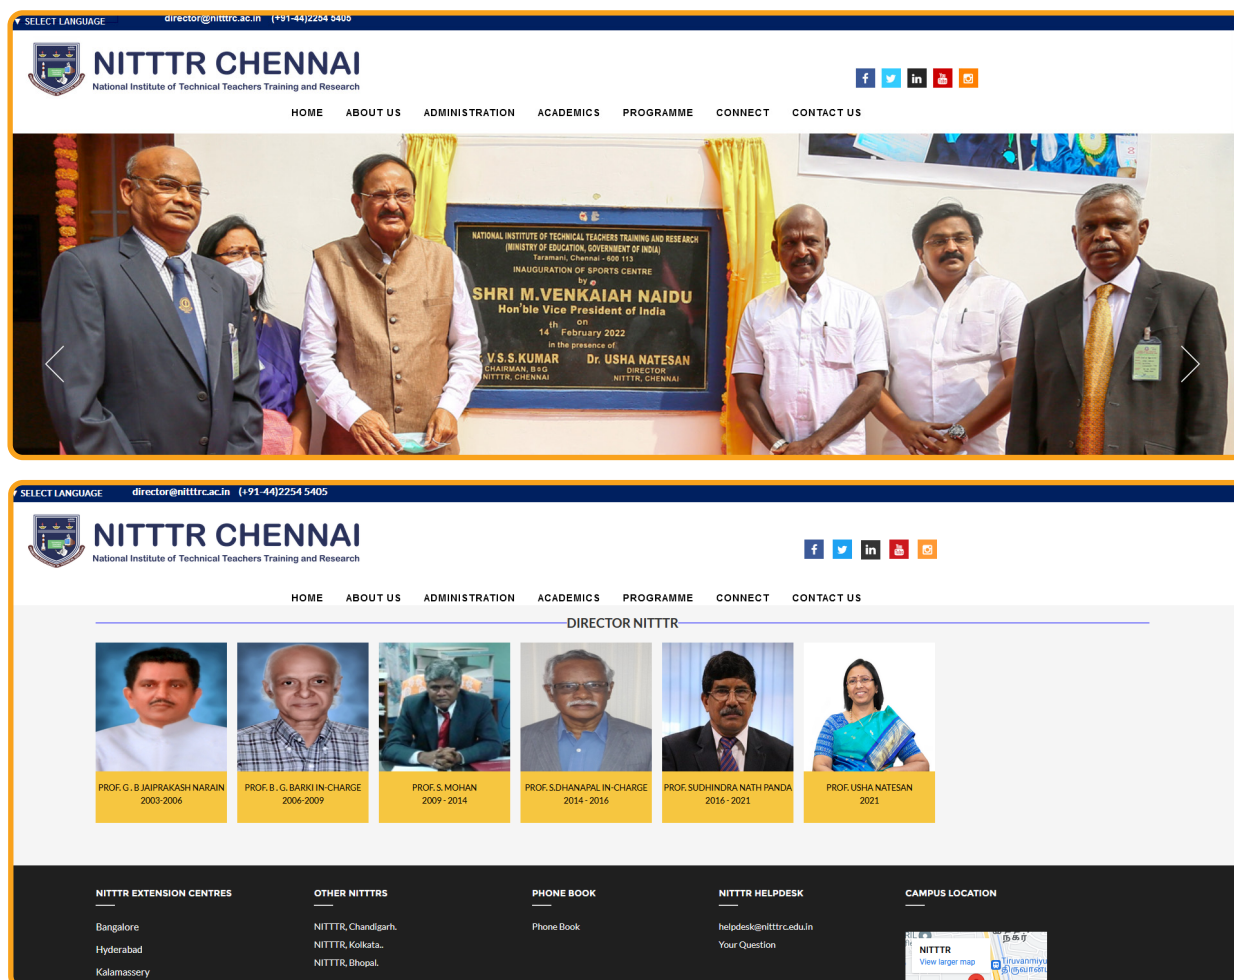 ▼ SELECT LANGUAGE director@nitttrc.ac.in (+91-44)2254 5405
NITTTR CHENNAI
National Institute of Technical Teachers Training and Research
HOME ABOUT US ADMINISTRATION ACADEMICS PROGRAMME CONNECT CONTACT US
NATIONAL INSTITUTE OF TECHNICAL TEACHERS TRAINING AND RESEARCH
(MINISTRY OF EDUCATION, GOVERNMENT OF INDIA)
Taramani, Chennai - 600 113
INAUGURATION OF SPORTS CENTRE
by
SHRI M.VENKAIAH NAIDU
Hon'ble Vice President of India
on
14th February 2022
in the presence of
V.S.S.KUMAR Dr. USHA NATESAN
CHAIRMAN, BOG DIRECTOR
NITTTR, CHENNAI NITTTR, CHENNAI
▼ SELECT LANGUAGE director@nitttrc.ac.in (+91-44)2254 5405
NITTTR CHENNAI
National Institute of Technical Teachers Training and Research
HOME ABOUT US ADMINISTRATION ACADEMICS PROGRAMME CONNECT CONTACT US
DIRECTOR NITTTR
PROF. G . B JAIPRAKASH NARAIN
2003-2006
PROF. B . G. BARKI IN-CHARGE
2006-2009
PROF. S. MOHAN
2009 - 2014
PROF. S.DHANAPAL IN-CHARGE
2014 - 2016
PROF. SUDHINDRA NATH PANDA
2016 - 2021
PROF. USHA NATESAN
2021
NITTTR EXTENSION CENTRES
Bangalore
Hyderabad
Kalamassery
OTHER NITTTRS
NITTTR, Chandigarh.
NITTTR, Kolkata..
NITTTR, Bhopal.
PHONE BOOK
Phone Book
NITTTR HELPDESK
helpdesk@nitttrc.edu.in
Your Question
CAMPUS LOCATION
NITTTR
View larger map
நகர்